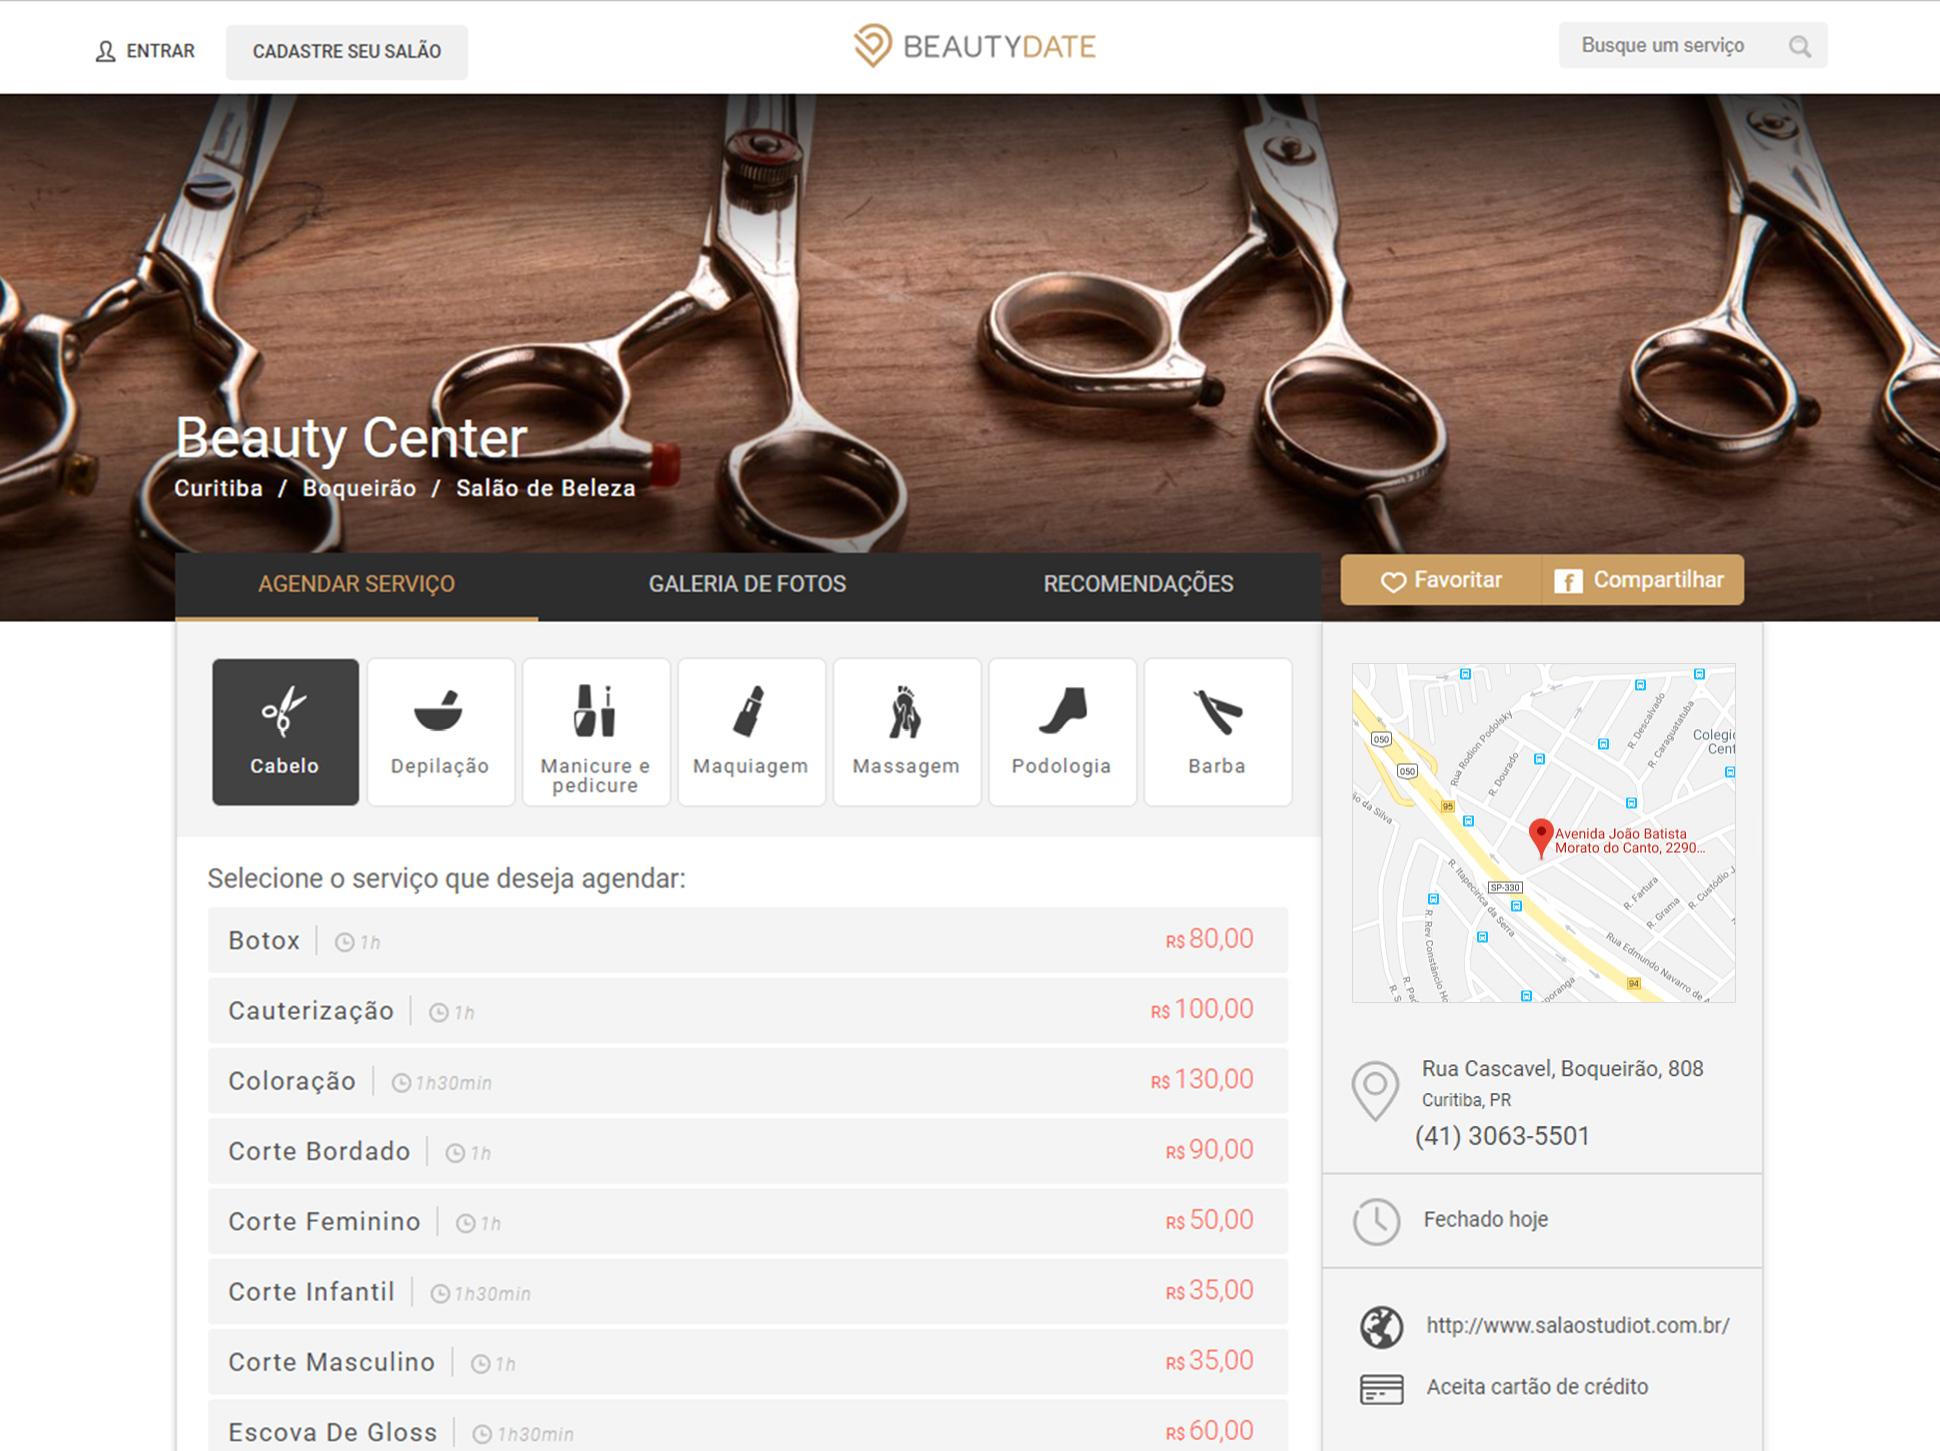 ENTRAR
CADASTRE SEU SALÃO
BEAUTYDATE
Busque um serviço
Beauty Center
Curitiba / Boqueirão / Salão de Beleza
AGENDAR SERVIÇO
GALERIA DE FOTOS
RECOMENDAÇÕES
Favoritar
Compartilhar
Cabelo
Depilação
Manicure e
pedicure
Maquiagem
Massagem
Podologia
Barba
Selecione o serviço que deseja agendar:
Botox 1h R$ 80,00
Cauterização 1h R$ 100,00
Coloração 1h30min R$ 130,00
Corte Bordado 1h R$ 90,00
Corte Feminino 1h R$ 50,00
Corte Infantil 1h30min R$ 35,00
Corte Masculino 1h R$ 35,00
Escova De Gloss 1h30min R$ 60,00
050
050
95
Rua Rodion Podolsky
R. Dourado
R. Descalvado
R. Caraguatatuba
Colegi
Cent
ão da Silva
Avenida João Batista
Morato do Canto, 2290...
SP-330
R. Itapecirica da Serra
R. Rev Constâncio Ho
R. Fartura
R. Grama
R. Custódio J
Rua Edmundo Navarro de A
94
poranga
R. Pad
R. S
Rua Cascavel, Boqueirão, 808
Curitiba, PR
(41) 3063-5501
Fechado hoje
http://www.salaostudiot.com.br/
Aceita cartão de crédito